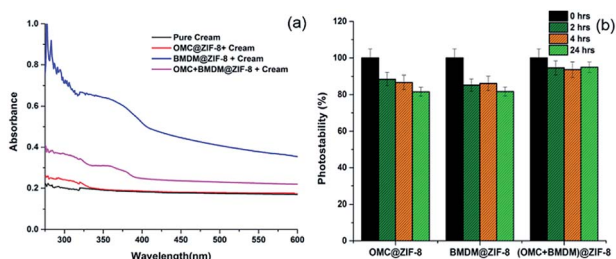 (a)
Pure Cream
OMC@ZIF-8+ Cream
BMDM@ZIF-8 + Cream
OMC+BMDM@ZIF-8 + Cream
Absorbance
1.0
0.8
0.6
0.4
0.2
0.0
300 350 400 450 500 550 600
Wavelength(nm)
(b)
0 hrs
2 hrs
4 hrs
24 hrs
Photostability (%)
120
100
80
60
40
20
0
OMC@ZIF-8 BMDM@ZIF-8 (OMC+BMDM)@ZIF-8